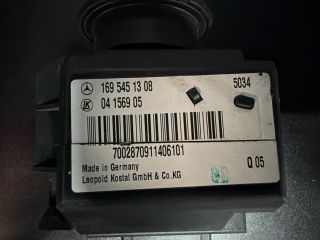 169 545 13 08 5034
04 1569 05
7002870911406101
Made in Germany
Leopold Kostal GmbH & Co.KG
Q 05